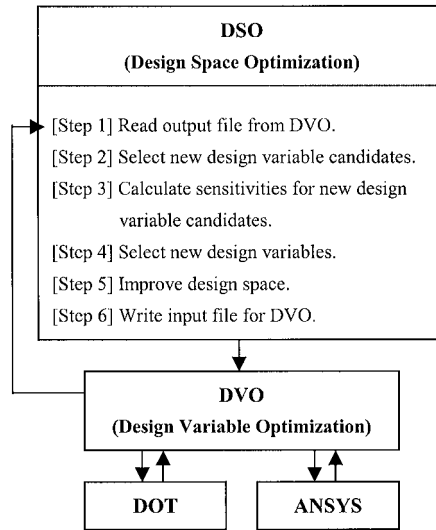 DSO
(Design Space Optimization)
[Step 1] Read output file from DVO.
[Step 2] Select new design variable candidates.
[Step 3] Calculate sensitivities for new design
variable candidates.
[Step 4] Select new design variables.
[Step 5] Improve design space.
[Step 6] Write input file for DVO.
DVO
(Design Variable Optimization)
DOT
ANSYS